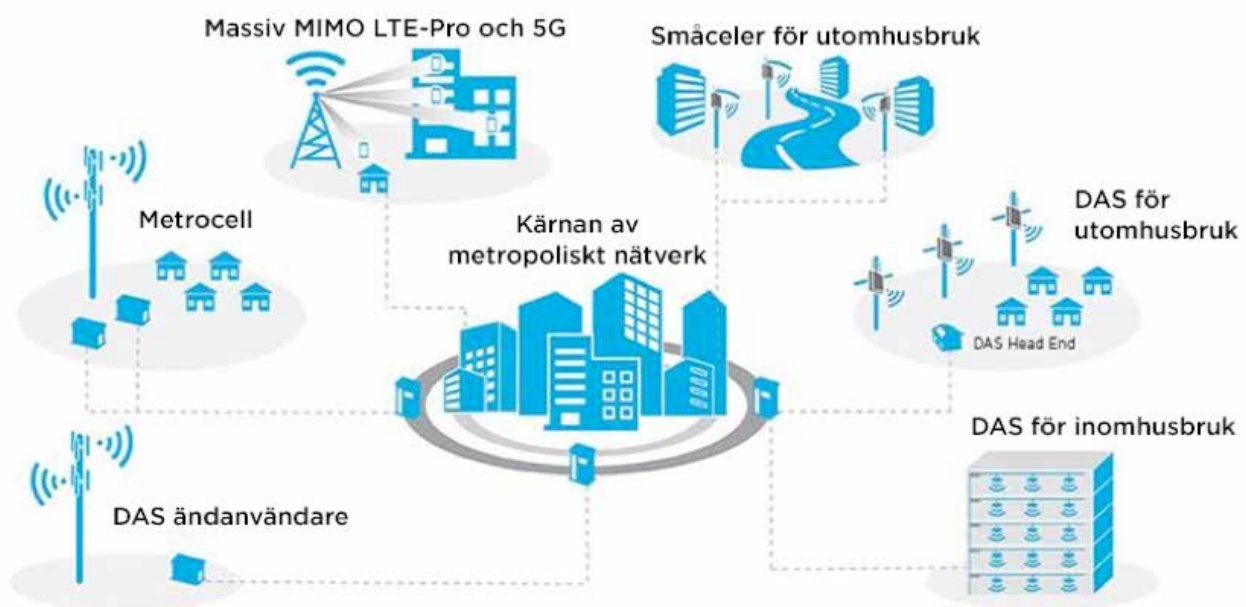 Massiv MIMO LTE-Pro och 5G
Småceler för utomhusbruk
Metrocell
Kärnan av
metropoliskt nätverk
DAS för
utomhusbruk
DAS Head End
DAS för inomhusbruk
DAS ändanvändare